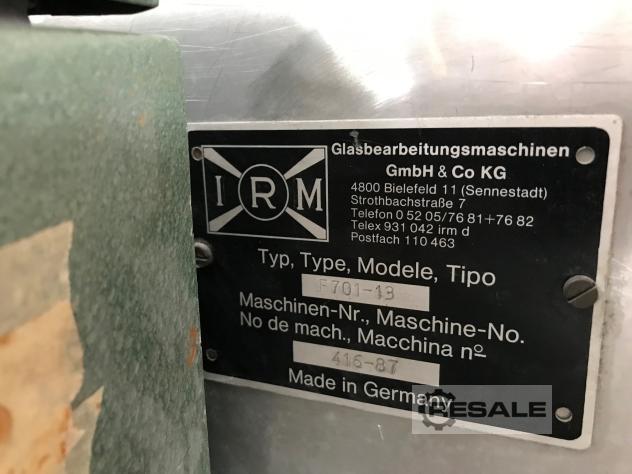 IRM
Glasbearbeitungsmaschinen
GmbH & Co KG
4800 Bielefeld 11 (Sennestadt)
Strothbachstraße 7
Telefon 0 52 05/76 81+76 82
Telex 931 042 irm d
Postfach 110 463
Typ, Type, Modele, Tipo
F701-13
Maschinen-Nr., Maschine-No.
No de mach., Macchina nº
416-87
Made in Germany
RESALE